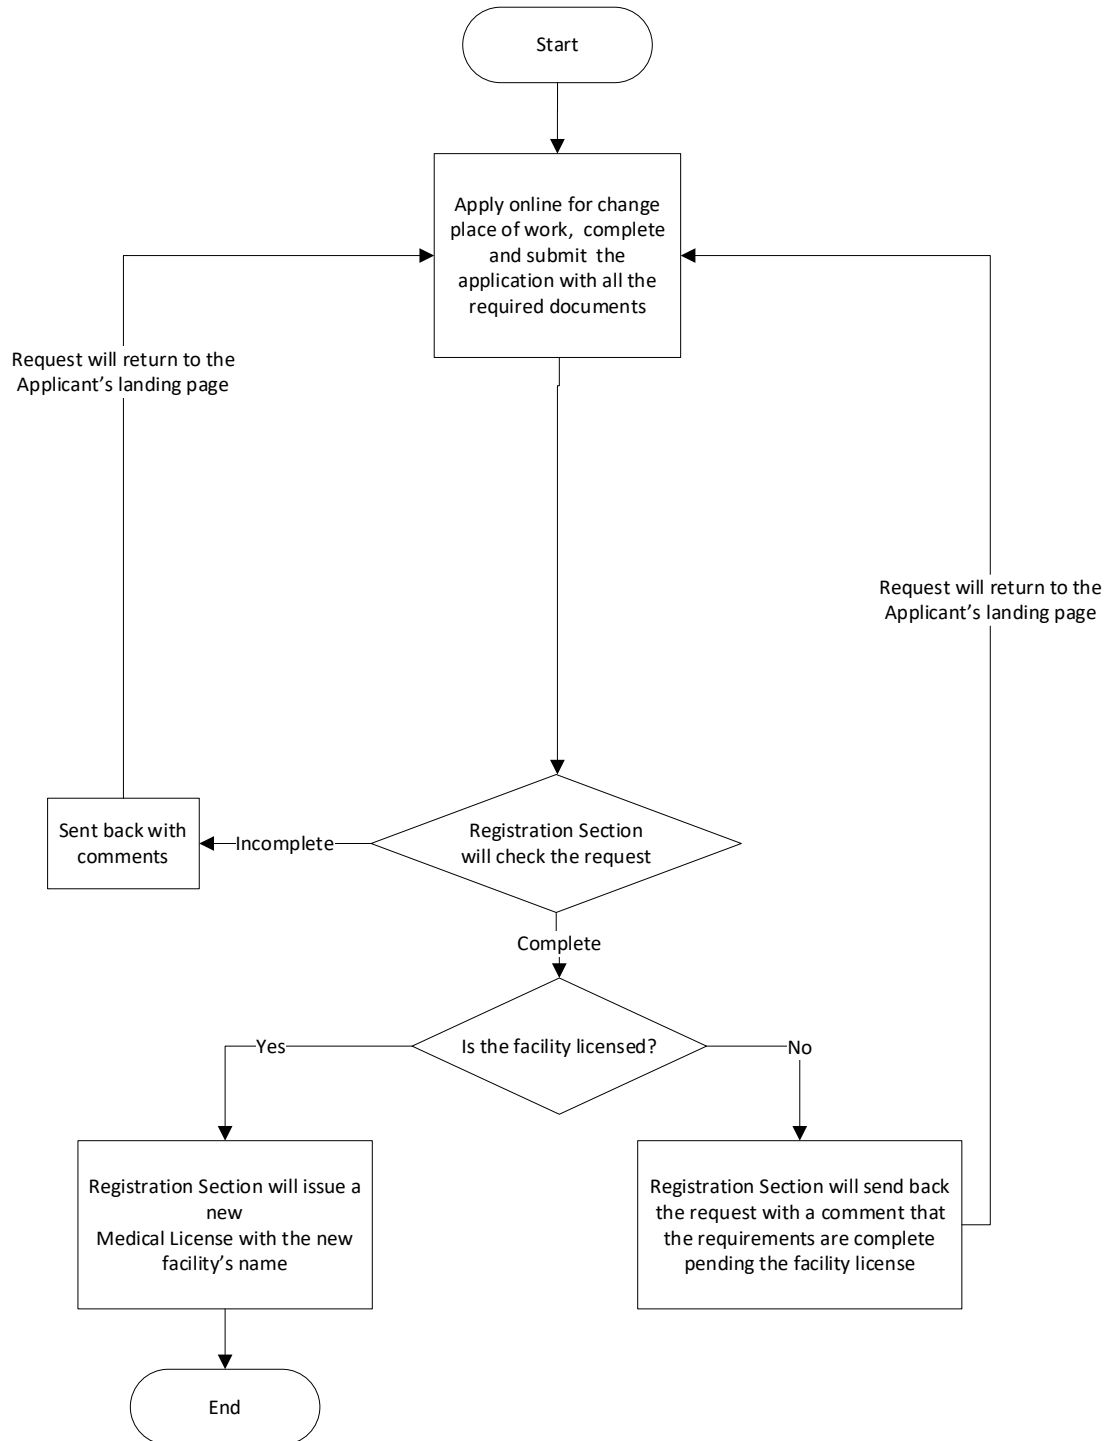 Start
Apply online for change
place of work,  complete
and submit  the
application with all the
required documents
Request will return to the
Applicant’s landing page
Request will return to the
Applicant’s landing page
Sent back with
comments
Incomplete
Registration Section
will check the request
Complete
Yes
Is the facility licensed?
No
Registration Section will issue a
new
Medical License with the new
facility’s name
Registration Section will send back
the request with a comment that
the requirements are complete
pending the facility license
End